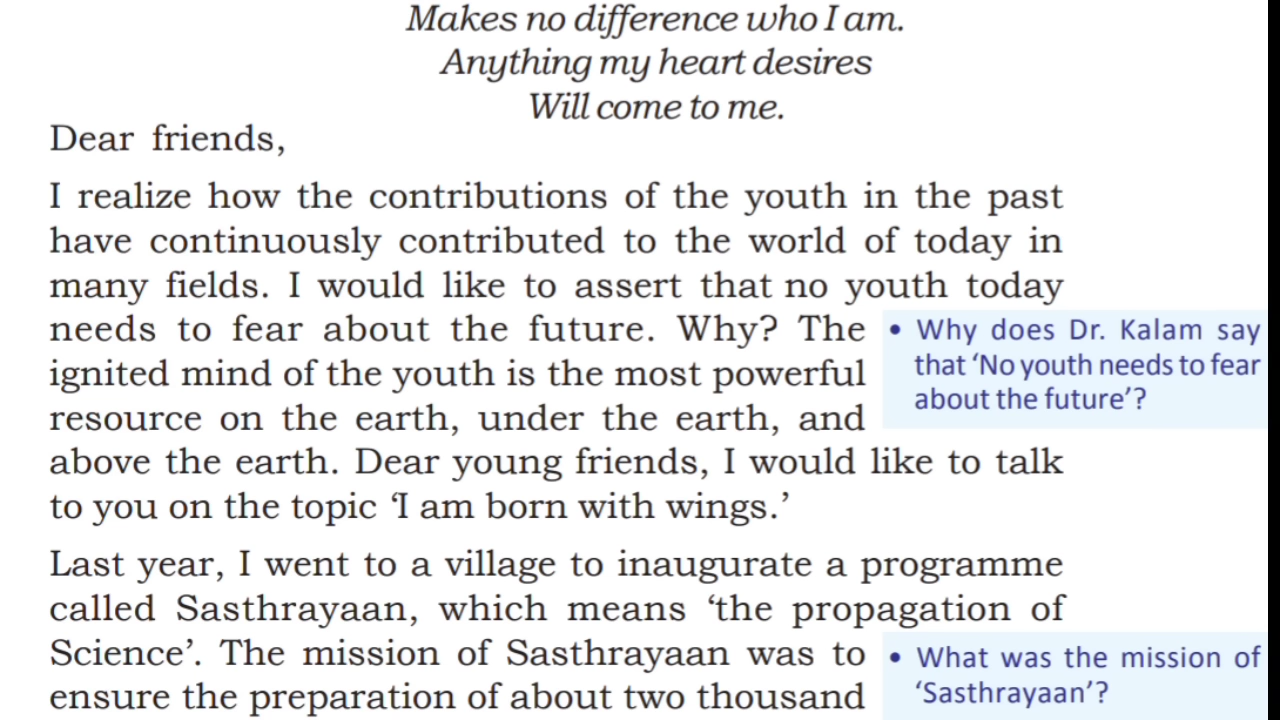 Makes no difference who I am.
Anything my heart desires
Will come to me.
Dear friends,
I realize how the contributions of the youth in the past
have continuously contributed to the world of today in
many fields. I would like to assert that no youth today
needs to fear about the future. Why? The
ignited mind of the youth is the most powerful
resource on the earth, under the earth, and
above the earth. Dear young friends, I would like to talk
to you on the topic ‘I am born with wings.’
• Why does Dr. Kalam say
that ‘No youth needs to fear
about the future’?
Last year, I went to a village to inaugurate a programme
called Sasthrayaan, which means ‘the propagation of
Science’. The mission of Sasthrayaan was to
ensure the preparation of about two thousand
• What was the mission of
‘Sasthrayaan’?